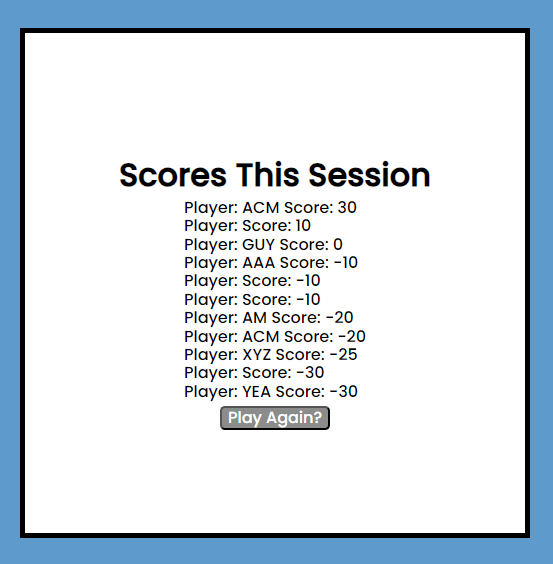 Scores This Session
Player: ACM Score: 30
Player: Score: 10
Player: GUY Score: 0
Player: AAA Score: -10
Player: Score: -10
Player: Score: -10
Player: AM Score: -20
Player: ACM Score: -20
Player: XYZ Score: -25
Player: Score: -30
Player: YEA Score: -30
Play Again?